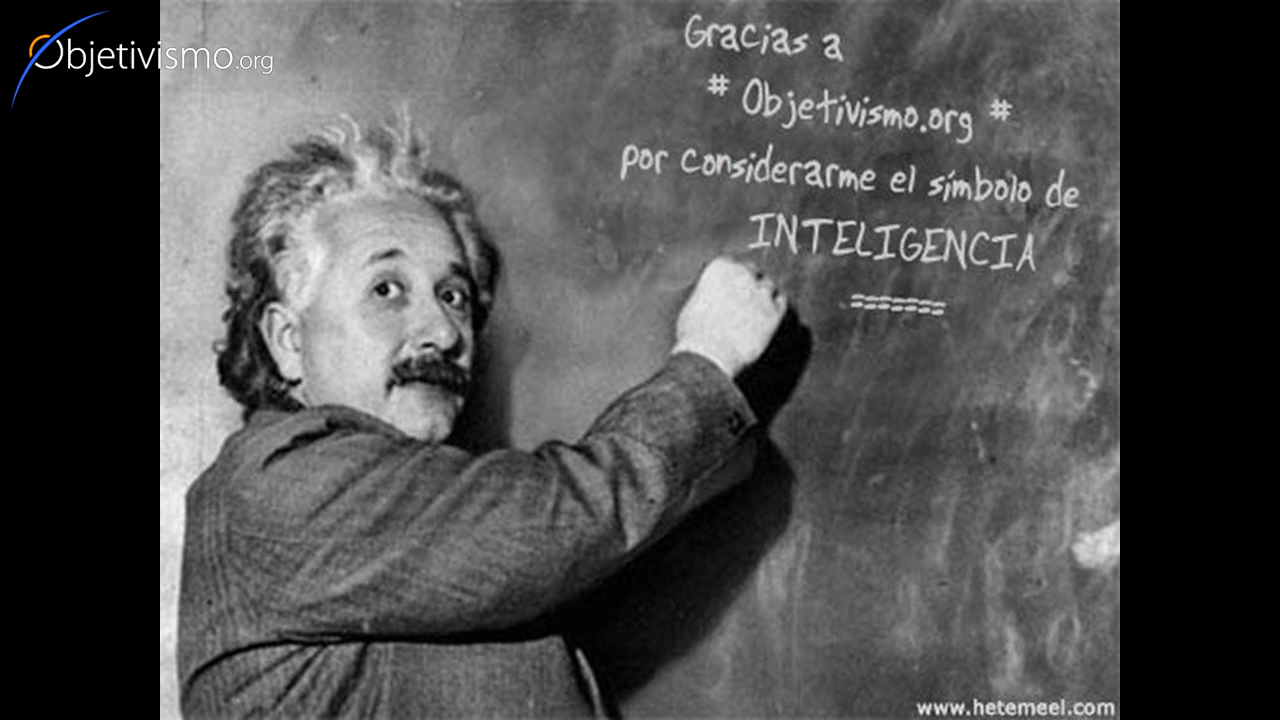 Objetivismo.org
Gracias a
# Objetivismo.org #
por considerarme el símbolo de
INTELIGENCIA
=======
www.hetemeel.com